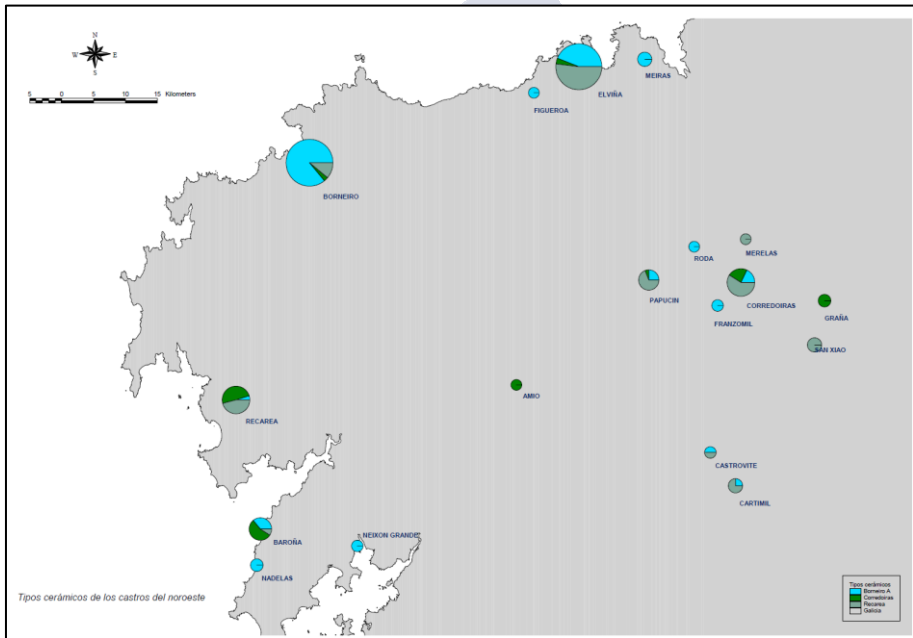 N
W E
S
5 0 5 10 15 Kilometers
MEIRAS
ELVIÑA
FIGUEROA
BORNEIRO
MERELAS
RODA
PAPUCIN
CORREDOIRAS
GRAÑA
FRANZOMIL
SAN XIAO
AMIO
RECAREA
CASTROVITE
CARTIMIL
NEIXON GRANDE
BAROÑA
NADELAS
Tipos cerámicos de los castros del noroeste
Tipos cerámicos
Borneiro A
Corredoiras
Recarea
Galicia